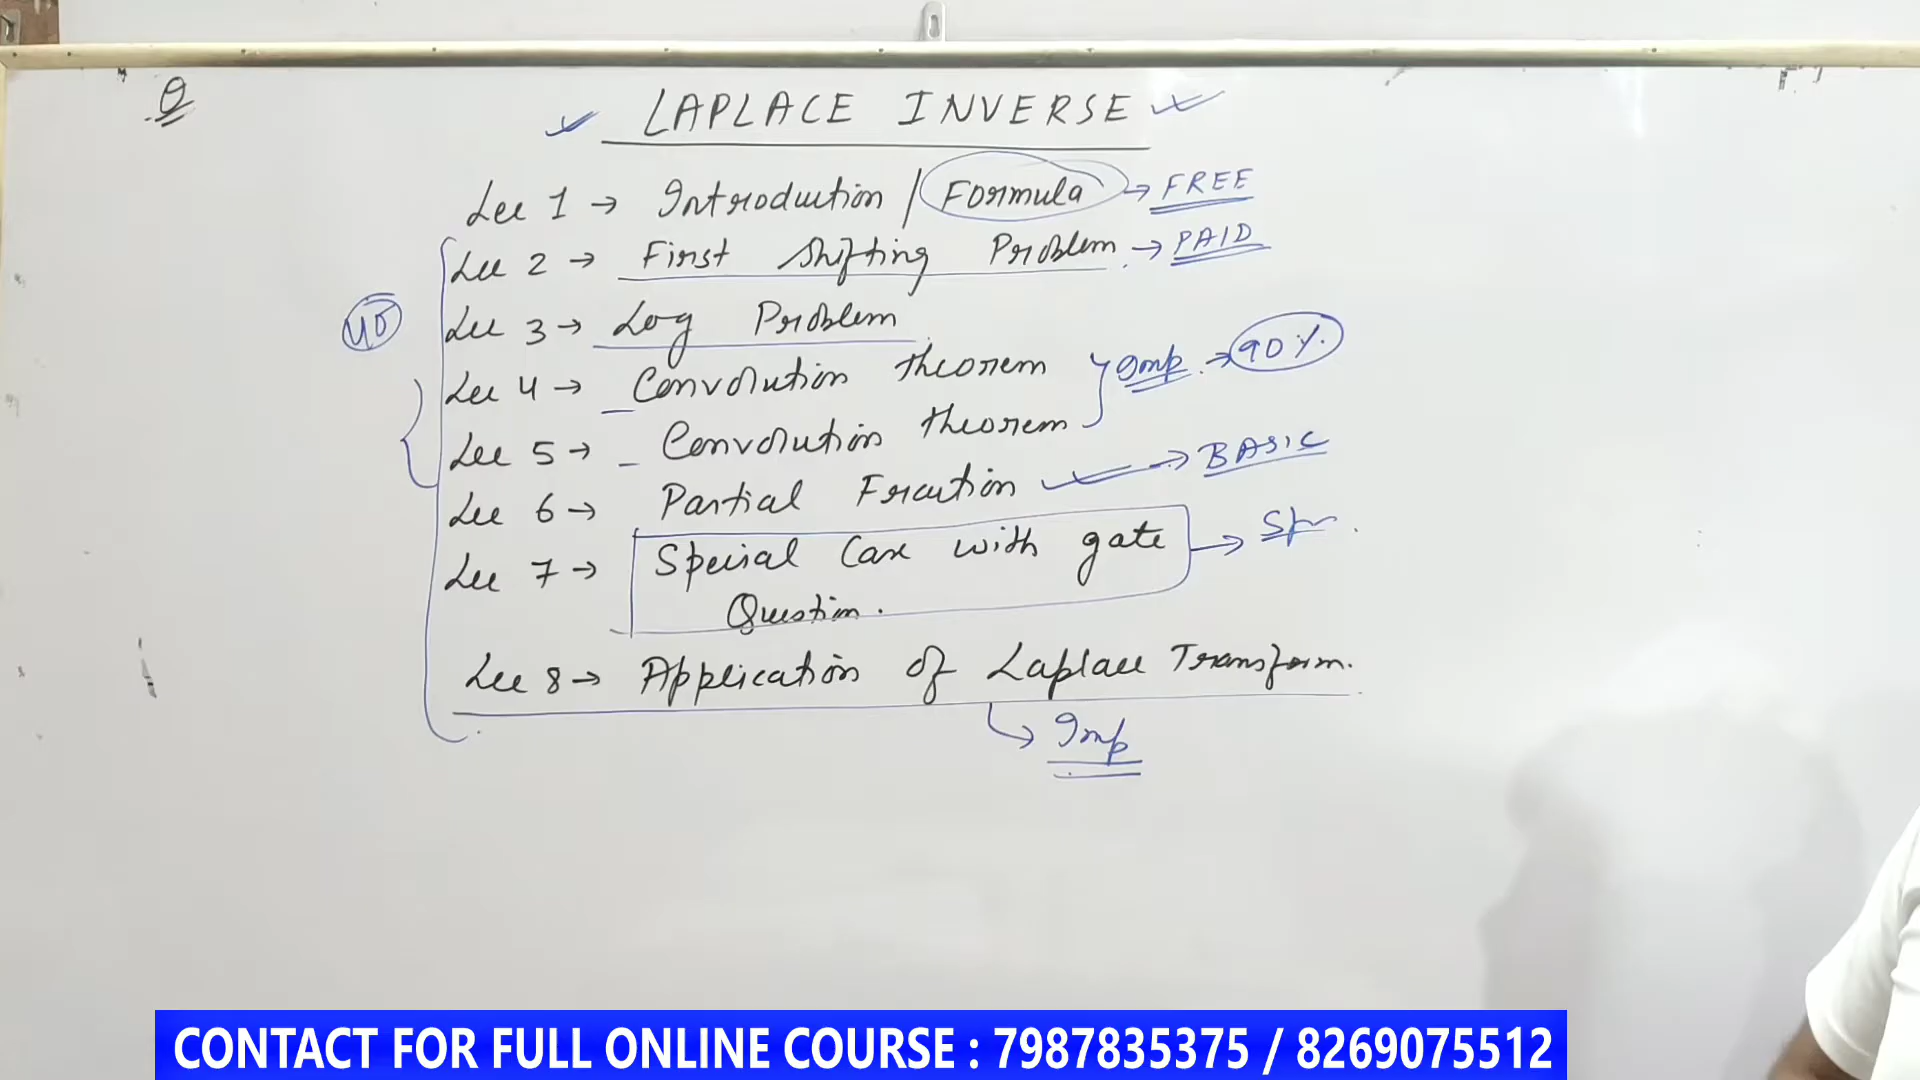 Q
LAPLACE INVERSE
Lec 1 → Introduction / Formula → FREE
Lec 2 → First Shifting Problem → PAID
Lec 3 → Log Problem
Lec 4 → Convolution theorem
Imp → 90%
Lec 5 → Convolution theorem
Lec 6 → Partial Fraction → BASIC
Lec 7 → Special Case with gate
Question.
Lec 8 → Application of Laplace Transform.
Imp
CONTACT FOR FULL ONLINE COURSE : 7987835375 / 8269075512